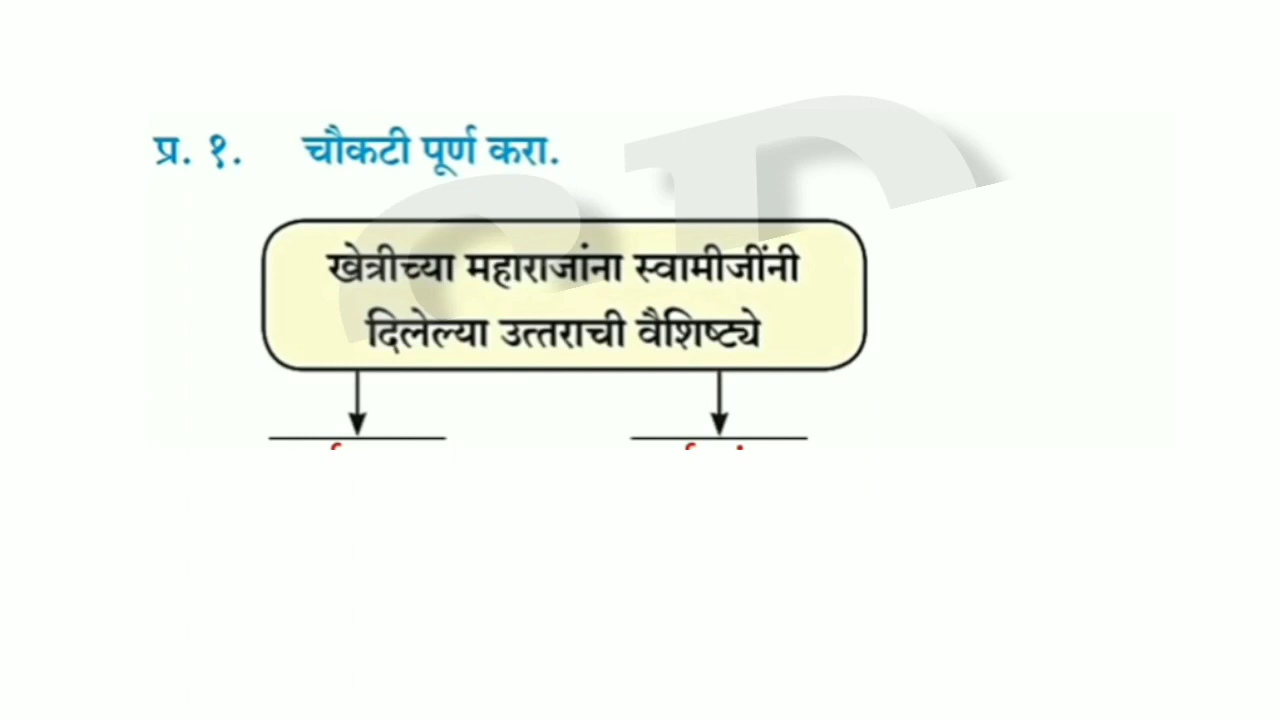 प्र. १. चौकटी पूर्ण करा.
खेत्रीच्या महाराजांना स्वामीजींनी
दिलेल्या उत्तराची वैशिष्ट्ये